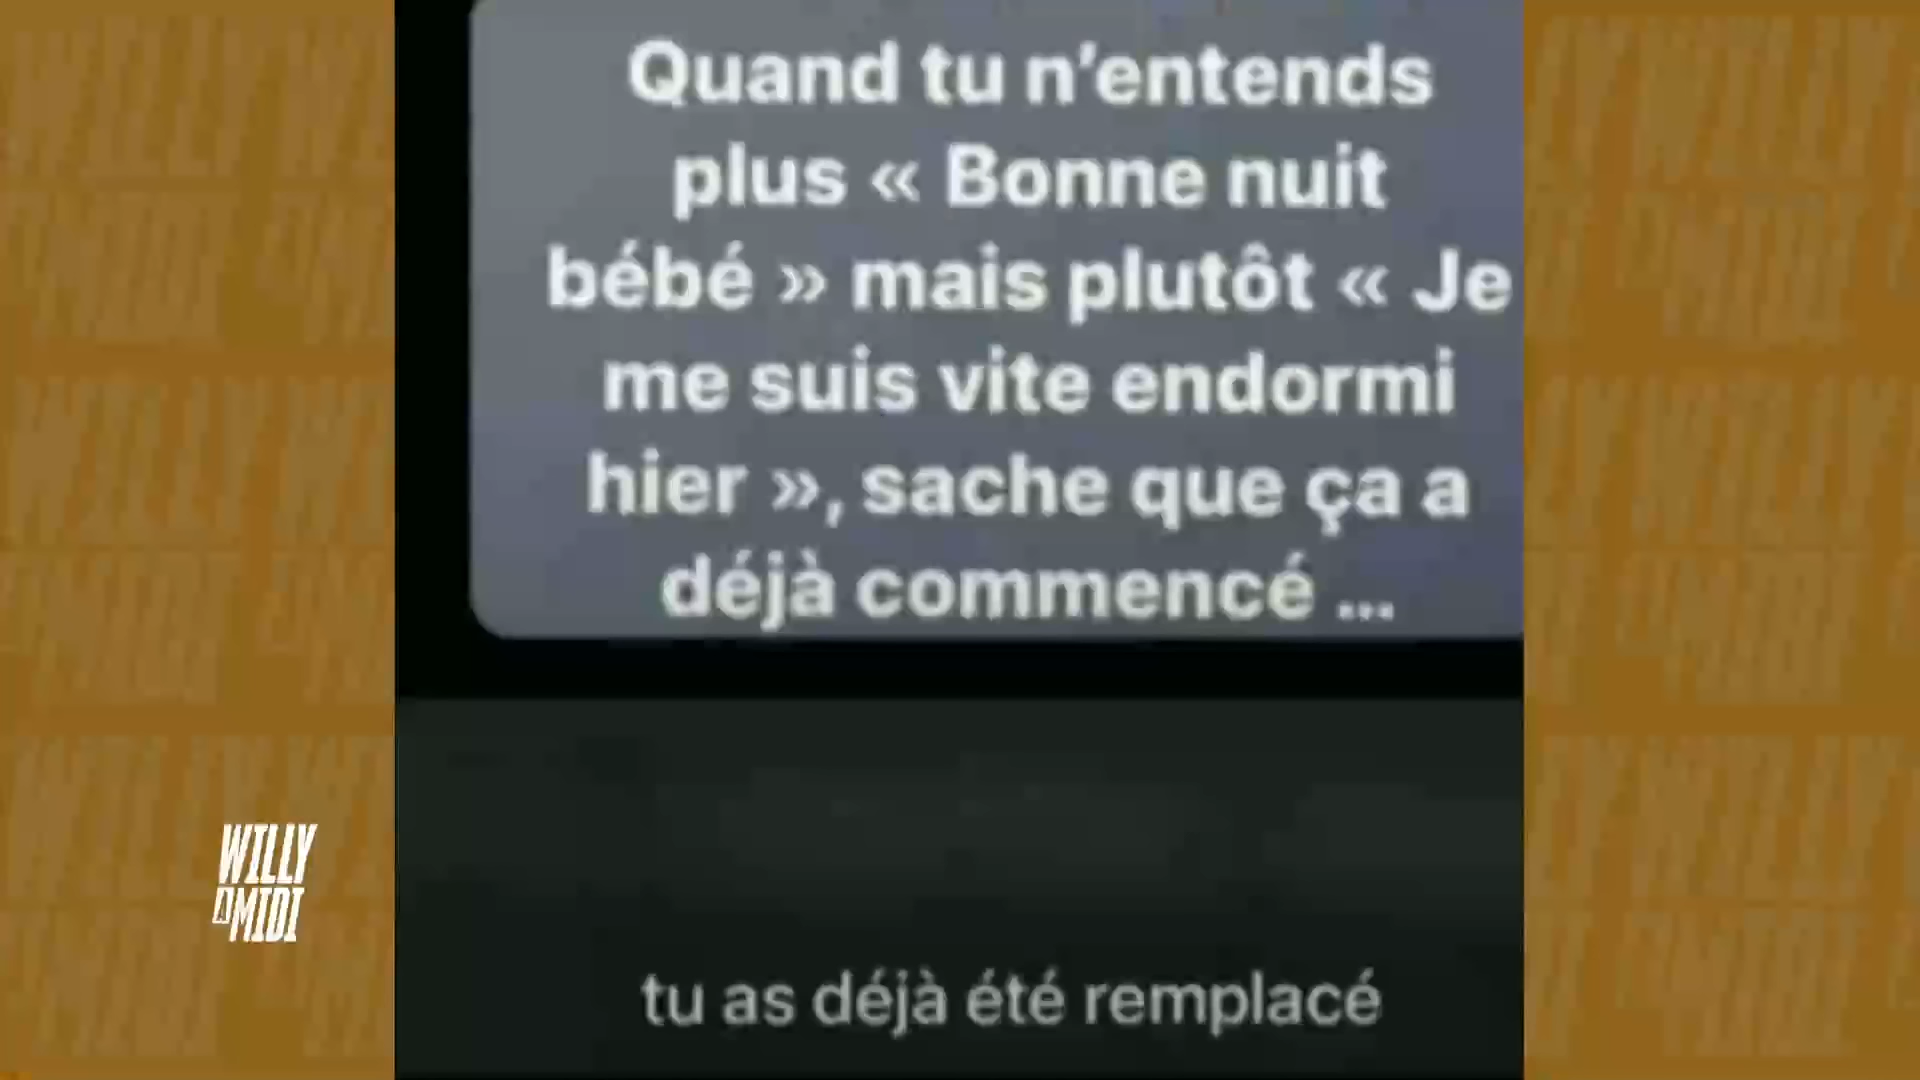 Quand tu n’entends
plus « Bonne nuit
bébé » mais plutôt « Je
me suis vite endormi
hier », sache que ça a
déjà commencé ...
tu as déjà été remplacé
WILLY
A MIDI